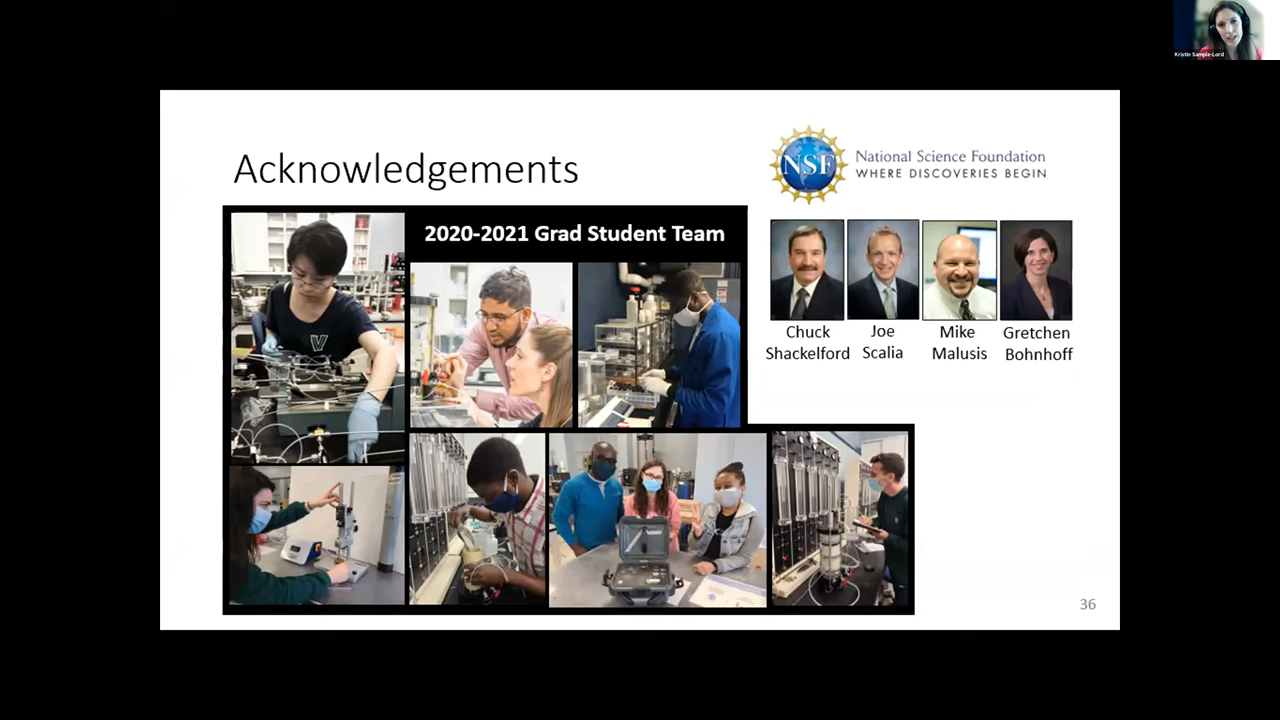 Kristin Sample-Lord
Acknowledgements
NSF
National Science Foundation
WHERE DISCOVERIES BEGIN
2020-2021 Grad Student Team
V
Chuck
Shackelford
Joe
Scalia
Mike
Malusis
Gretchen
Bohnhoff
36